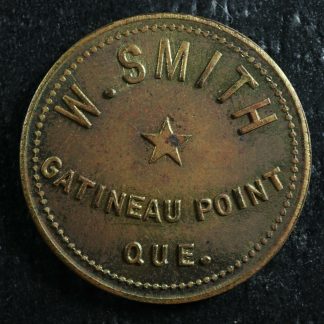 W. SMITH
GATINEAU POINT
QUE.